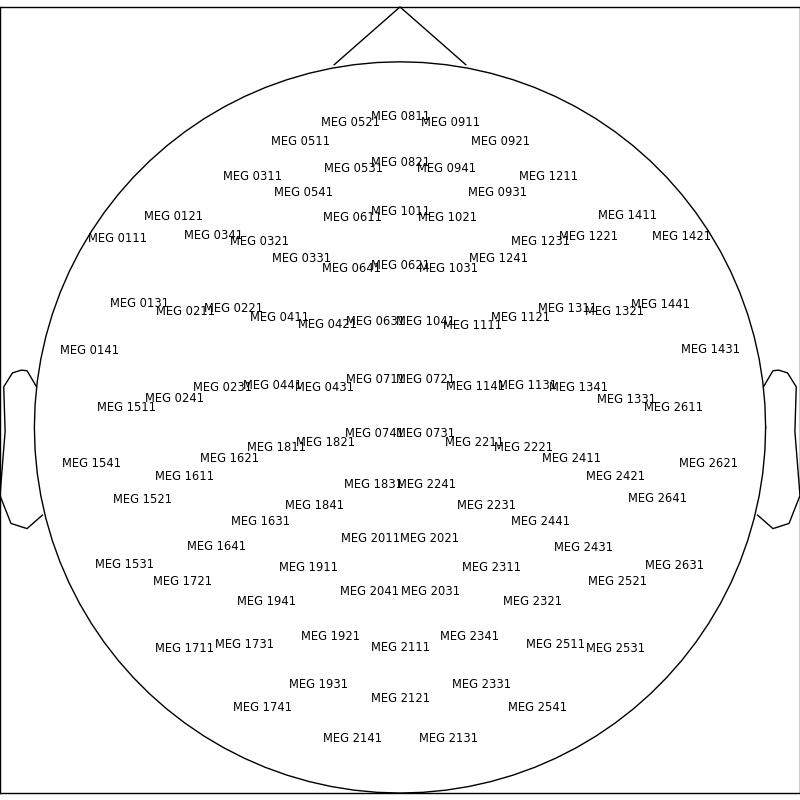 MEG 0811
MEG 0521
MEG 0911
MEG 0511
MEG 0921
MEG 0821
MEG 0531
MEG 0941
MEG 0311
MEG 1211
MEG 0541
MEG 0931
MEG 1011
MEG 0121
MEG 0611
MEG 1021
MEG 1411
MEG 0111
MEG 0341
MEG 0321
MEG 1231
MEG 1221
MEG 1421
MEG 0331
MEG 1241
MEG 0621
MEG 0641
MEG 1031
MEG 0131
MEG 0211
MEG 0221
MEG 1311
MEG 1321
MEG 1441
MEG 0411
MEG 1121
MEG 0421
MEG 0631
MEG 1041
MEG 1111
MEG 0141
MEG 1431
MEG 0711
MEG 0721
MEG 0231
MEG 0441
MEG 0431
MEG 1141
MEG 1131
MEG 1341
MEG 0241
MEG 1331
MEG 1511
MEG 2611
MEG 0741
MEG 0731
MEG 1811
MEG 1821
MEG 2211
MEG 2221
MEG 1541
MEG 1621
MEG 2411
MEG 2621
MEG 1611
MEG 2421
MEG 1831
MEG 2241
MEG 1521
MEG 2641
MEG 1841
MEG 2231
MEG 1631
MEG 2441
MEG 2011
MEG 2021
MEG 1641
MEG 2431
MEG 1531
MEG 1911
MEG 2311
MEG 2631
MEG 1721
MEG 2521
MEG 2041
MEG 2031
MEG 1941
MEG 2321
MEG 1921
MEG 2341
MEG 1711
MEG 1731
MEG 2111
MEG 2511
MEG 2531
MEG 1931
MEG 2331
MEG 2121
MEG 1741
MEG 2541
MEG 2141
MEG 2131